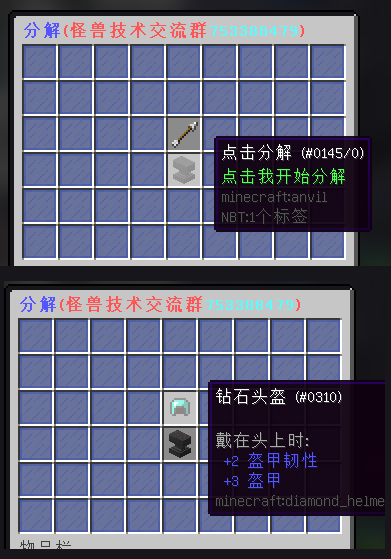 分解(怪兽技术交流群753388479)
点击分解 (#0145/0)
点击我开始分解
minecraft:anvil
NBT:1个标签
分解(怪兽技术交流群753388479)
钻石头盔 (#0310)
戴在头上时:
+2 盔甲韧性
+3 盔甲
minecraft:diamond_helme
物品栏